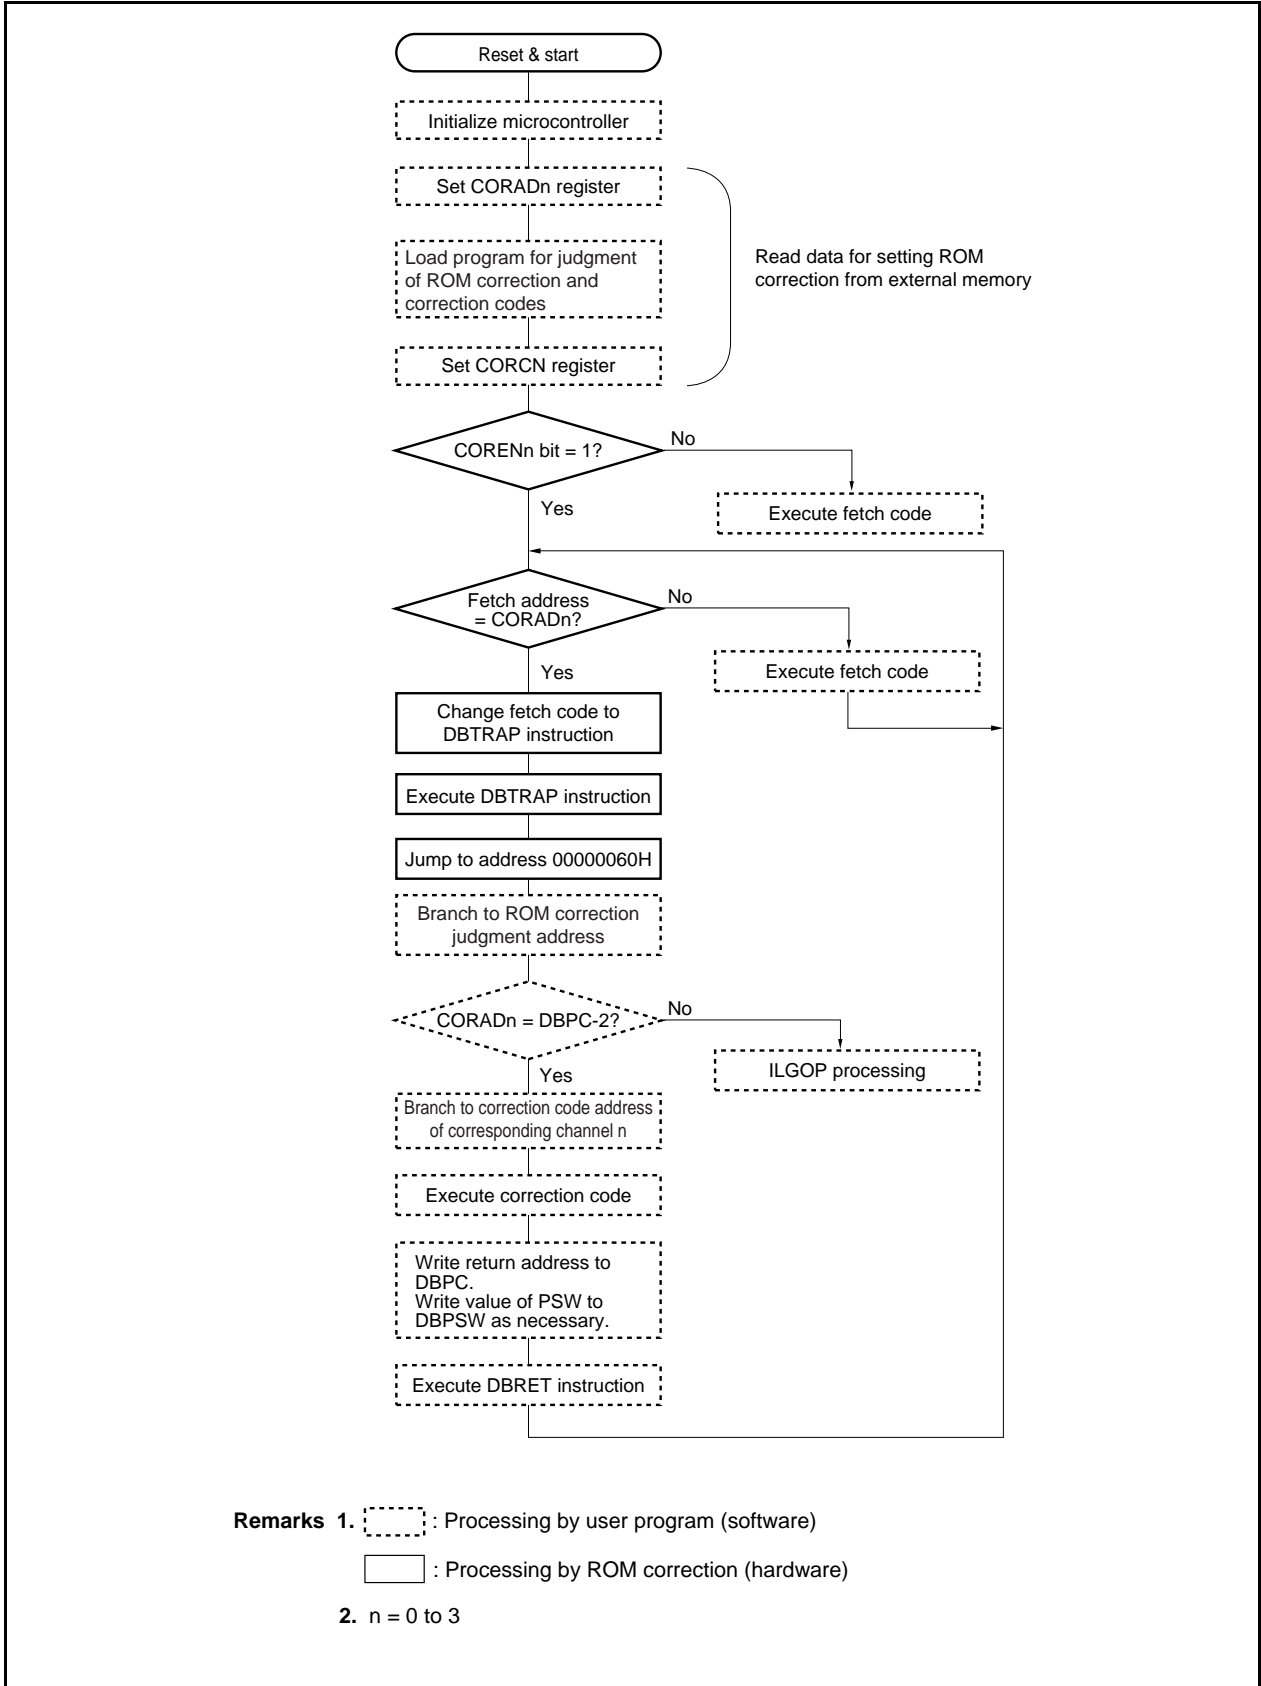 Reset & start
Initialize microcontroller
Set CORADn register
Load program for judgment
of ROM correction and
correction codes
Read data for setting ROM
correction from external memory
Set CORCN register
CORENn bit = 1?
No
Yes
Execute fetch code
Fetch address
= CORADn?
No
Yes
Execute fetch code
Change fetch code to
DBTRAP instruction
Execute DBTRAP instruction
Jump to address 00000060H
Branch to ROM correction
judgment address
CORADn = DBPC-2?
No
Yes
ILGOP processing
Branch to correction code address
of corresponding channel n
Execute correction code
Write return address to
DBPC.
Write value of PSW to
DBPSW as necessary.
Execute DBRET instruction
Remarks 1. : Processing by user program (software)
: Processing by ROM correction (hardware)
2. n = 0 to 3